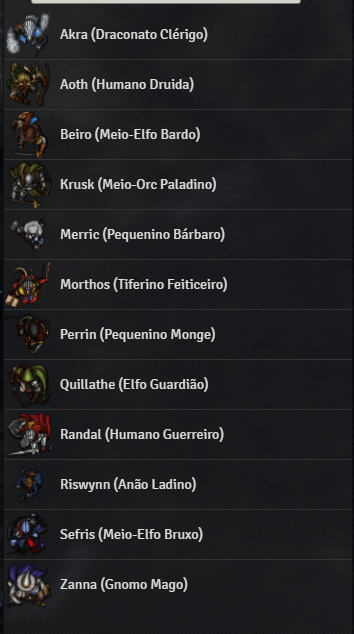 Akra (Draconato Clérigo)
Aoth (Humano Druida)
Beiro (Meio-Elfo Bardo)
Krusk (Meio-Orc Paladino)
Merric (Pequenino Bárbaro)
Morthos (Tiferino Feiticeiro)
Perrin (Pequenino Monge)
Quillathe (Elfo Guardião)
Randal (Humano Guerreiro)
Riswynn (Anão Ladino)
Sefris (Meio-Elfo Bruxo)
Zanna (Gnomo Mago)